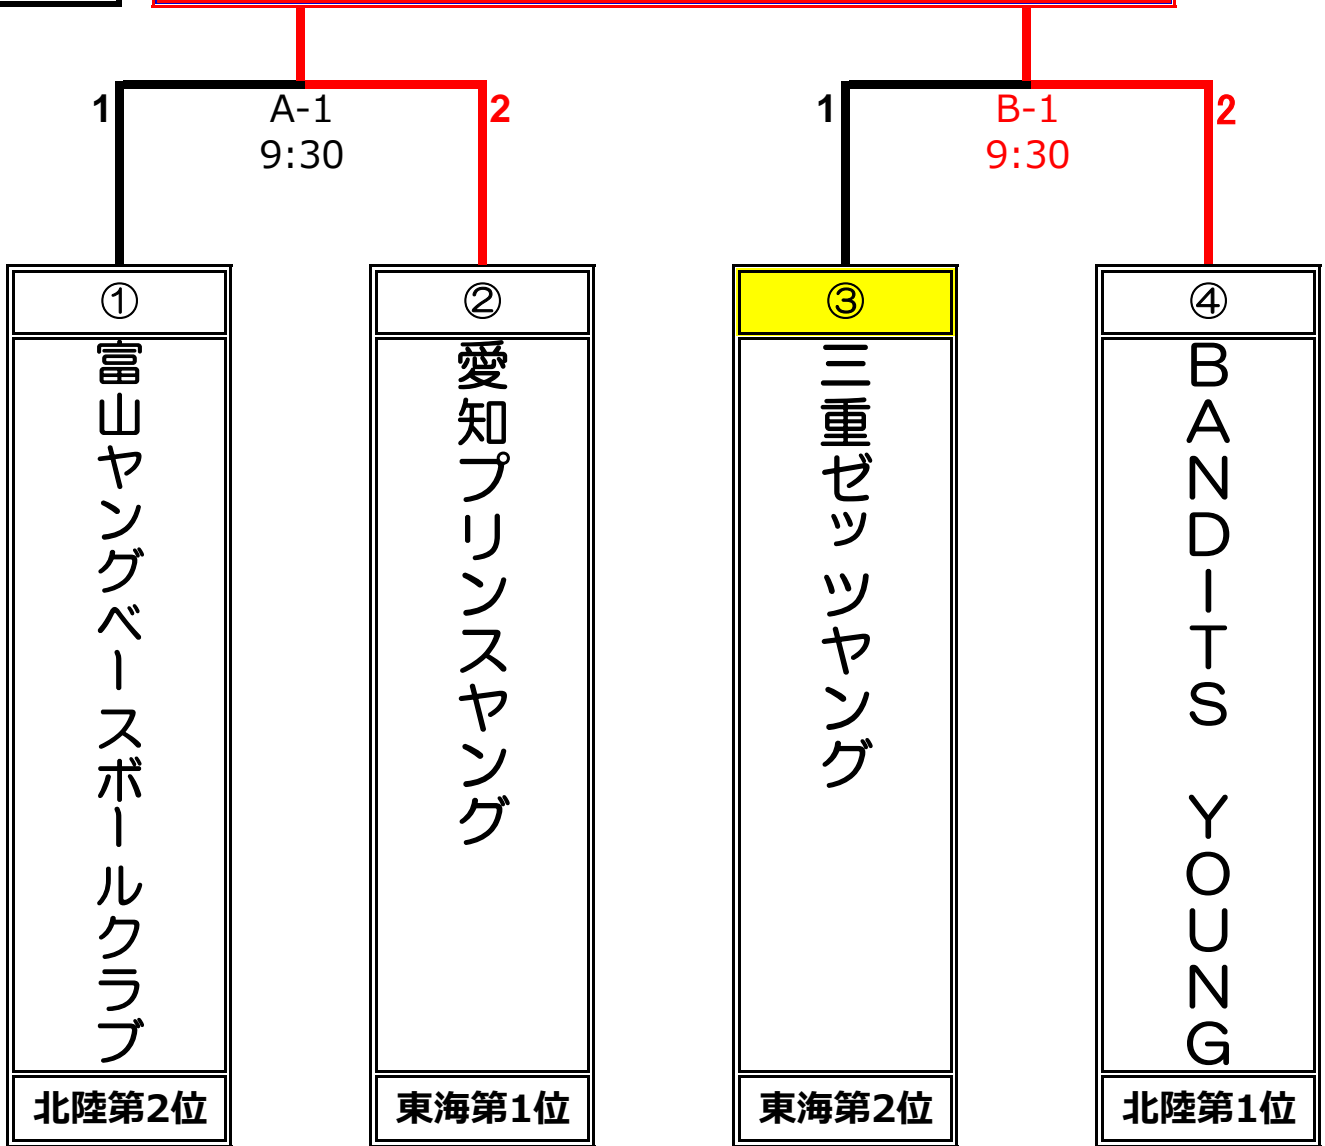 1
A-1
9:30
2
1
B-1
9:30
2
①
富山ヤングベースボールクラブ
北陸第2位
②
愛知プリンスヤング
東海第1位
③
三重ゼッツヤング
東海第2位
④
ＢＡＮＤＩＴＳ　ＹＯＵＮＧ
北陸第1位